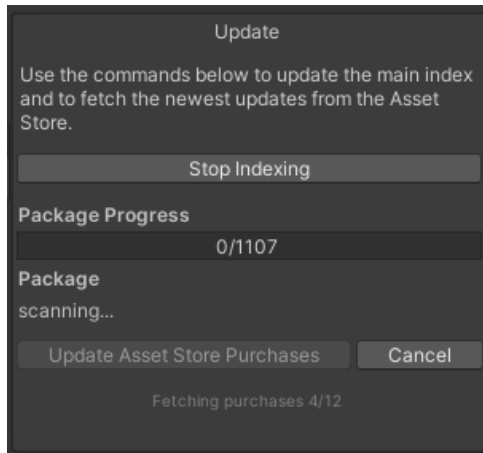 Update
Use the commands below to update the main index
and to fetch the newest updates from the Asset
Store.
Stop Indexing
Package Progress
0/1107
Package
scanning...
Update Asset Store Purchases
Cancel
Fetching purchases 4/12